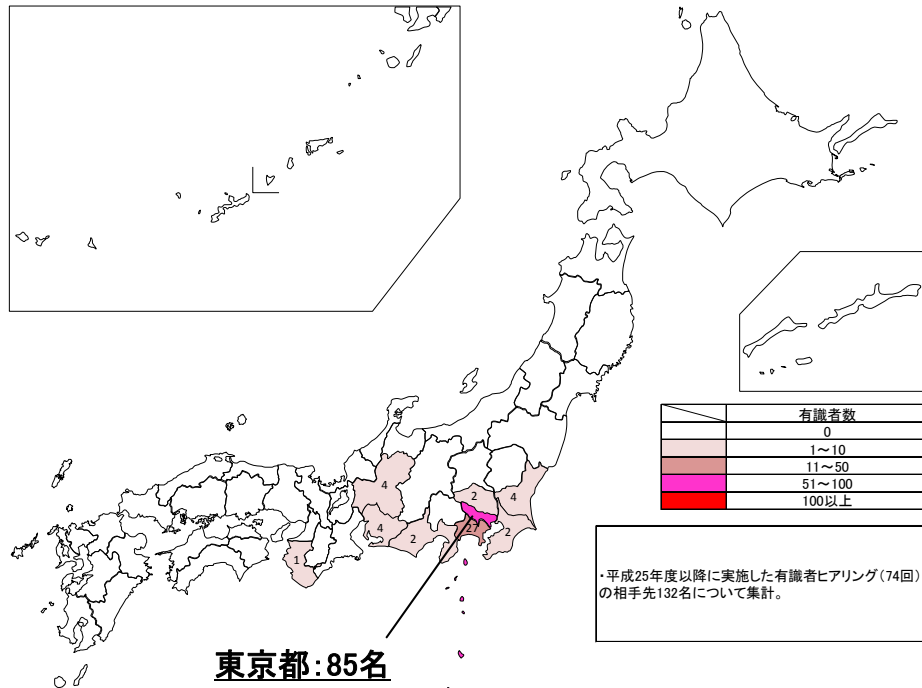 有識者数
0
1～10
11～50
51～100
100以上
4
2
4
4
2
27
2
1
・平成25年度以降に実施した有識者ヒアリング(74回)
の相手先132名について集計。
東京都:85名